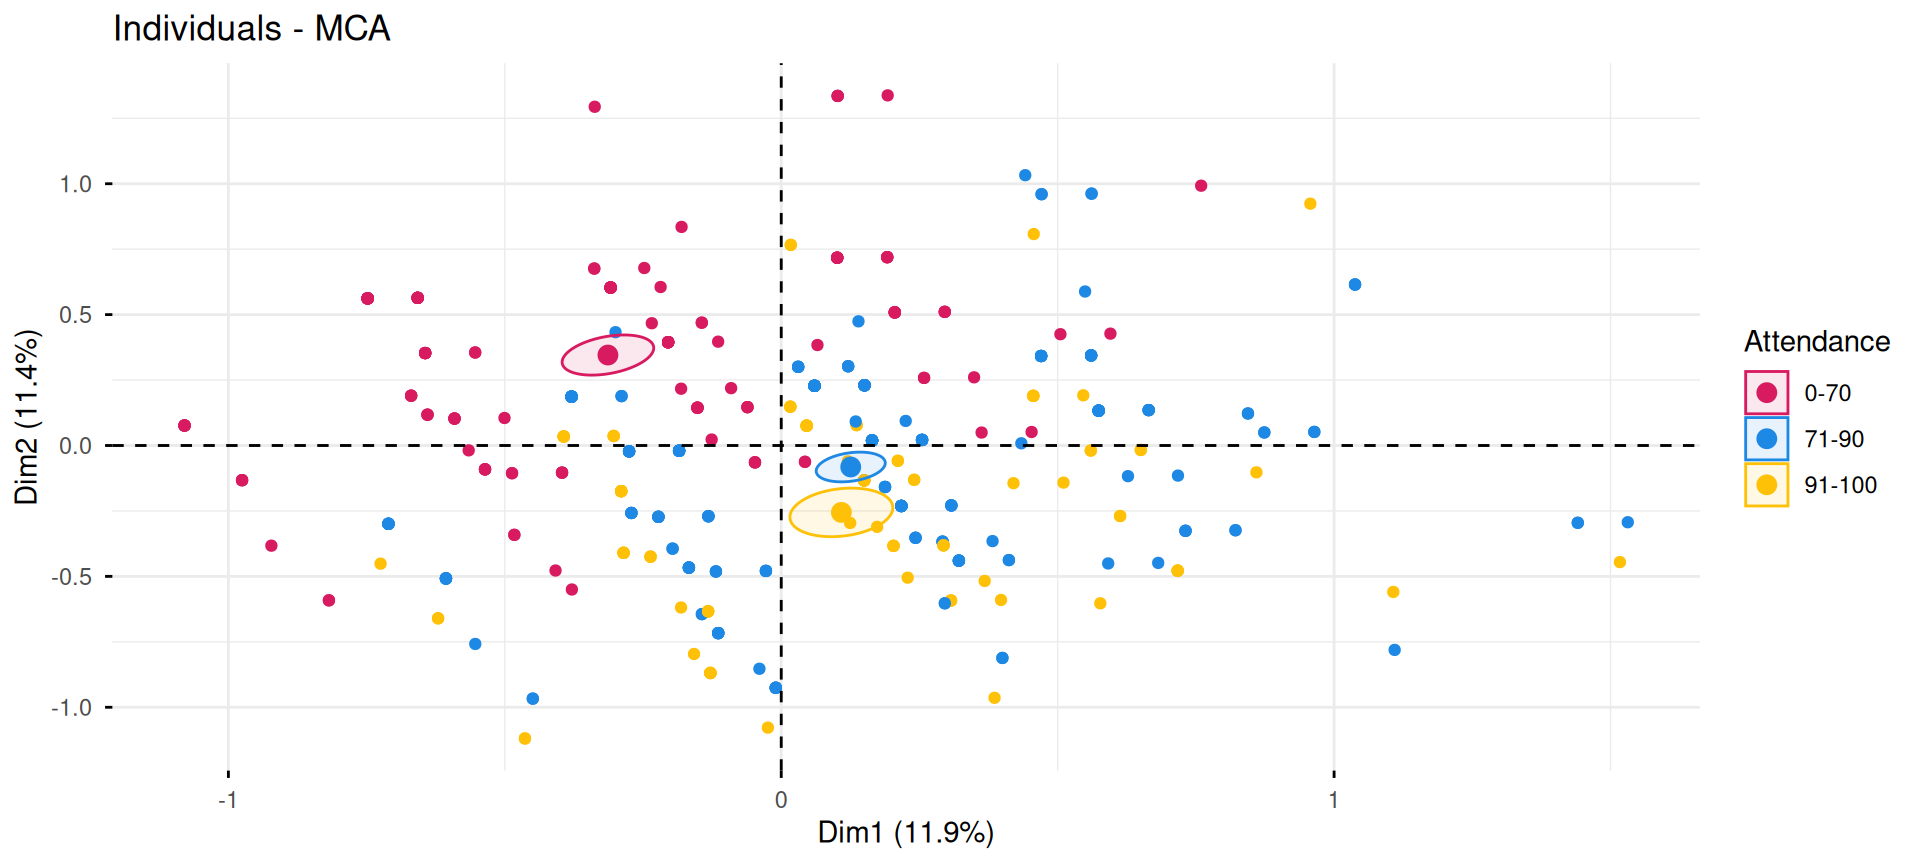 Individuals - MCA
1.0
0.5
0.0
-0.5
-1.0
Dim2 (11.4%)
-1
0
1
Dim1 (11.9%)
Attendance
0-70
71-90
91-100